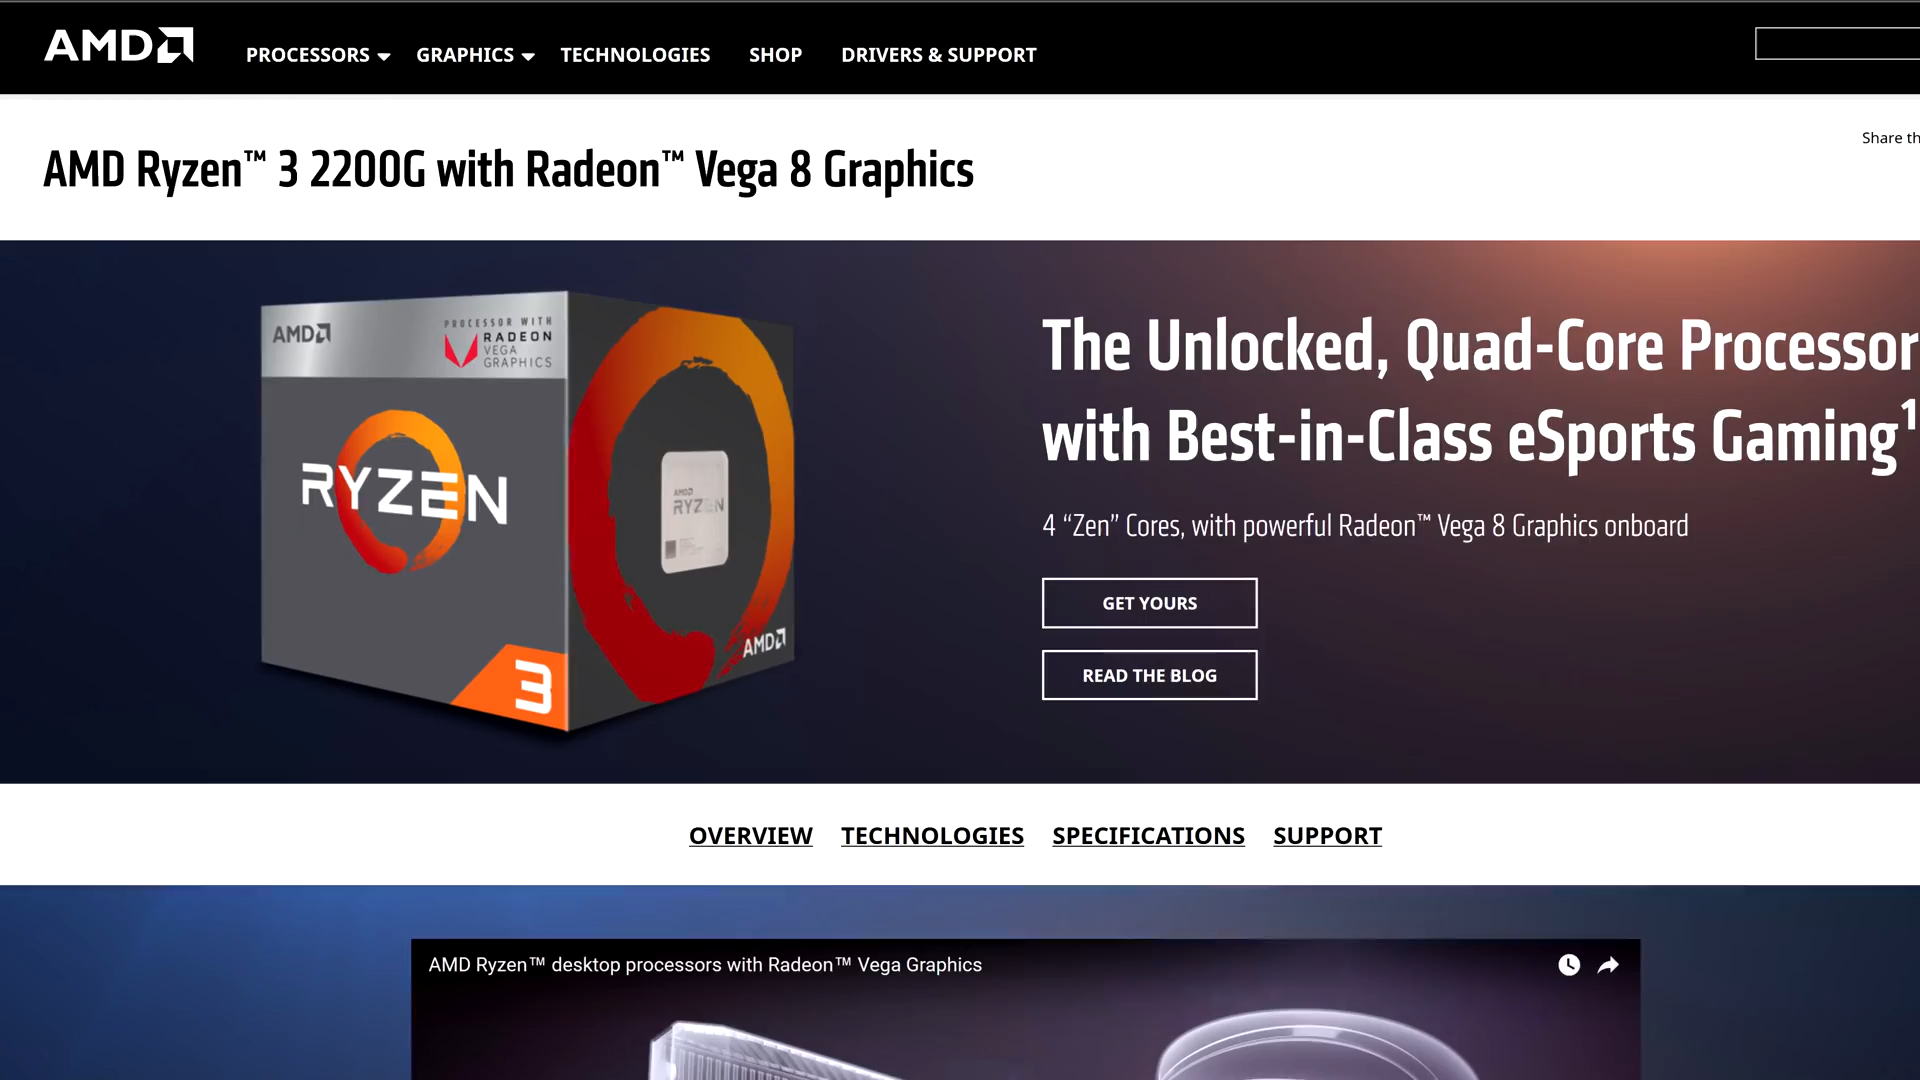 AMD
PROCESSORS GRAPHICS TECHNOLOGIES SHOP DRIVERS & SUPPORT
Share th
AMD Ryzen™ 3 2200G with Radeon™ Vega 8 Graphics
AMD
PROCESSOR WITH
RADEON
VEGA
GRAPHICS
RYZEN
3
AMD
RYZEN
AMD
The Unlocked, Quad-Core Processor
with Best-in-Class eSports Gaming¹
4 “Zen” Cores, with powerful Radeon™ Vega 8 Graphics onboard
GET YOURS
READ THE BLOG
OVERVIEW TECHNOLOGIES SPECIFICATIONS SUPPORT
AMD Ryzen™ desktop processors with Radeon™ Vega Graphics